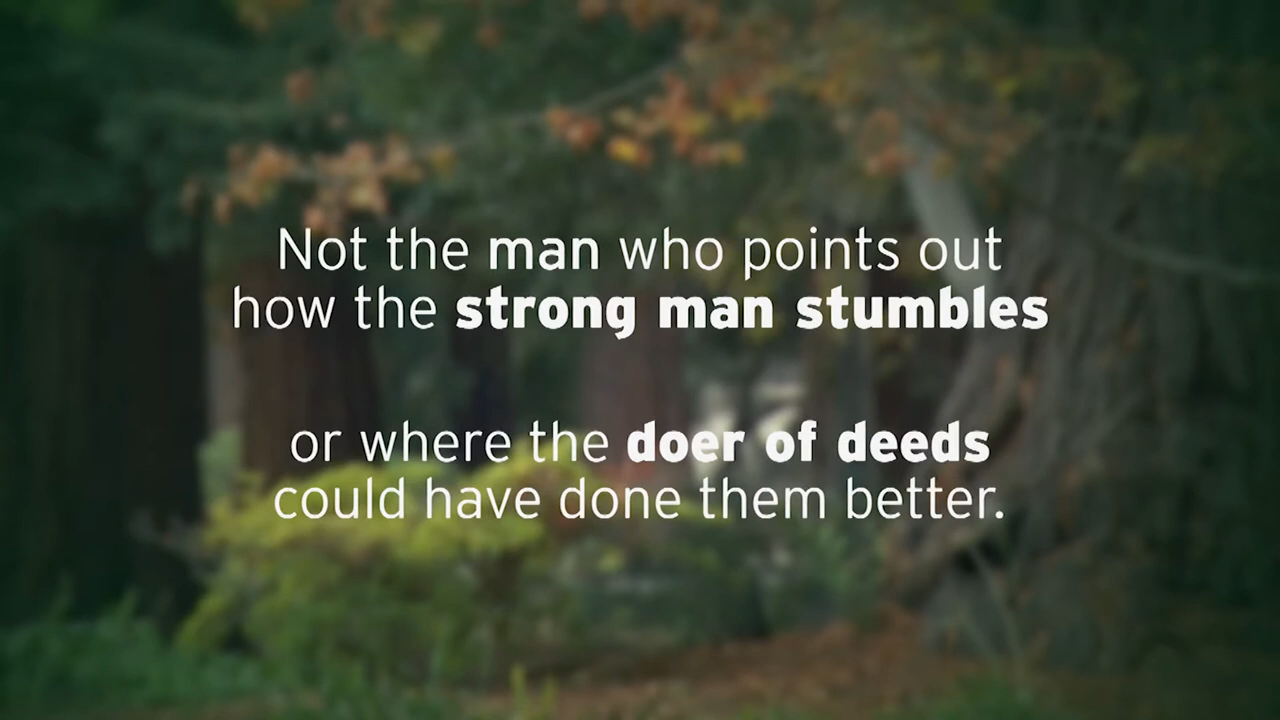 Not the man who points out
how the strong man stumbles
or where the doer of deeds
could have done them better.